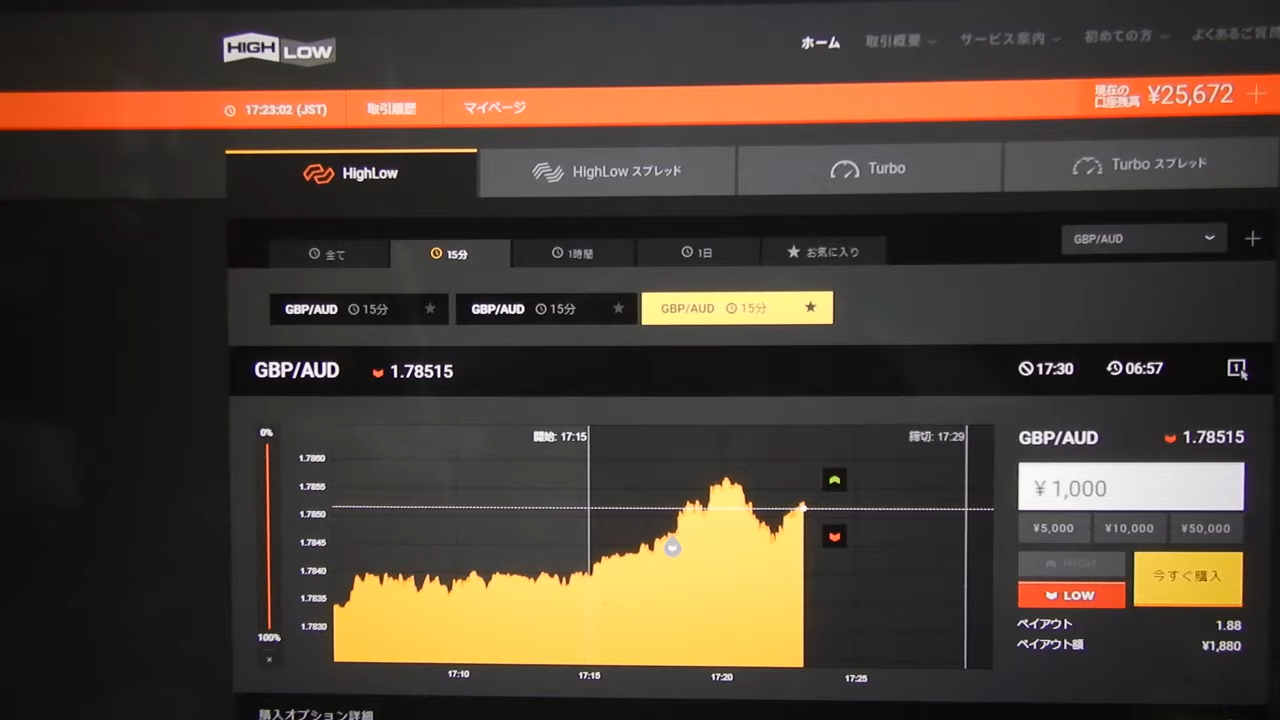 HIGH LOW
ホーム 取引概要 サービス案内 初めての方 よくあるご質問
17:23:02 (JST) 取引履歴 マイページ 現在の口座残高 ¥25,672
HighLow HighLow スプレッド Turbo Turbo スプレッド
全て 15分 1時間 1日 お気に入り GBP/AUD
GBP/AUD 15分 GBP/AUD 15分 GBP/AUD 15分
GBP/AUD 1.78515 17:30 06:57
0%
100%
開始: 17:15 締切: 17:29
1.7860
1.7855
1.7850
1.7845
1.7840
1.7835
1.7830
17:10 17:15 17:20 17:25
GBP/AUD 1.78515
¥ 1,000
¥5,000 ¥10,000 ¥50,000
HIGH
LOW
今すぐ購入
ペイアウト 1.88
ペイアウト額 ¥1,880
購入オプション詳細